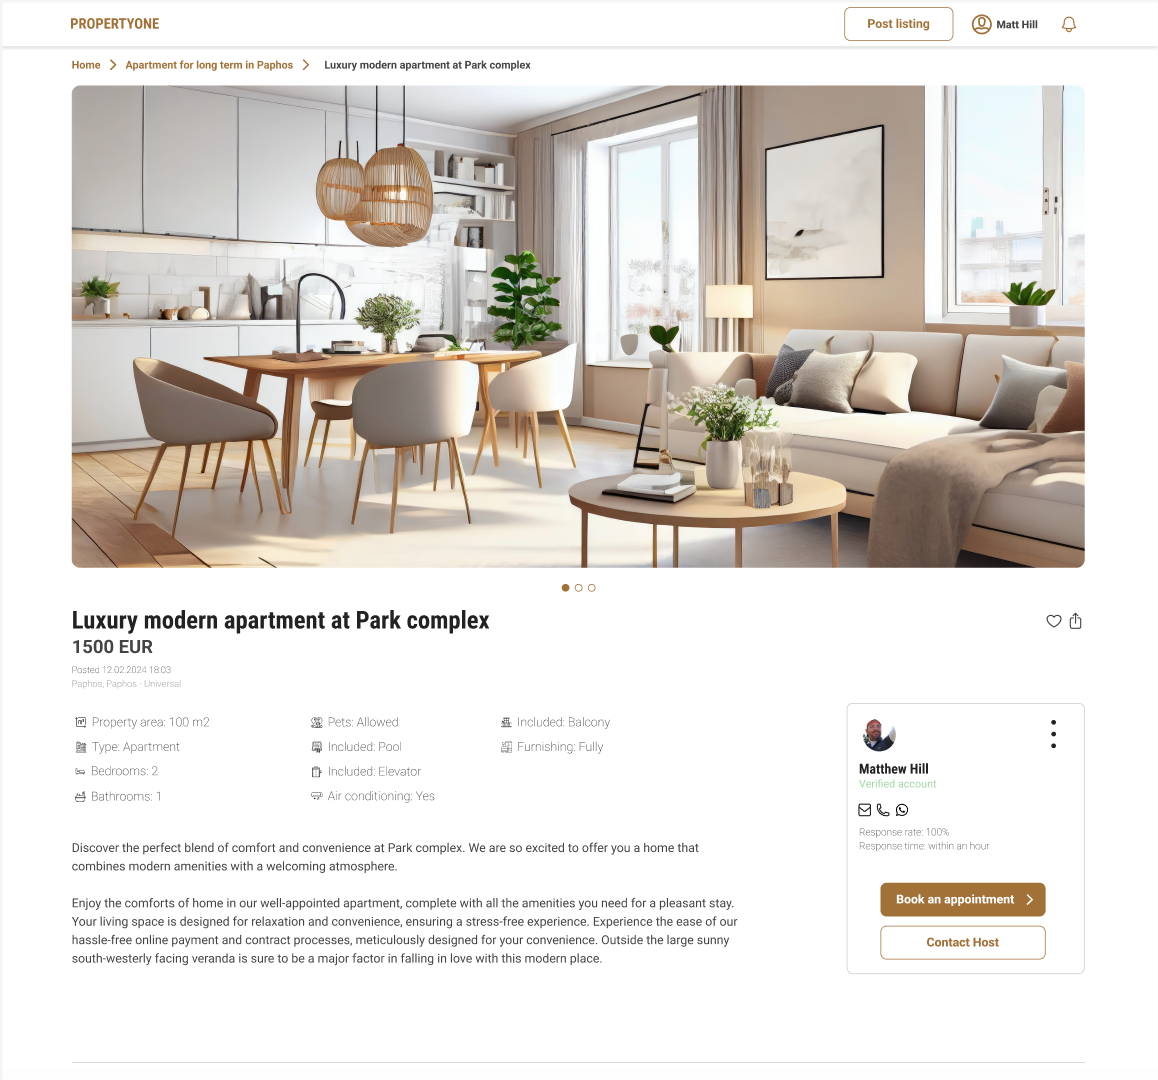 PROPERTYONE
Post listing
Matt Hill
Home
Apartment for long term in Paphos
Luxury modern apartment at Park complex
Luxury modern apartment at Park complex
1500 EUR
Posted 12.02.2024 18:03
Paphos, Paphos - Universal
Property area: 100 m2
Type: Apartment
Bedrooms: 2
Bathrooms: 1
Pets: Allowed
Included: Pool
Included: Elevator
Air conditioning: Yes
Included: Balcony
Furnishing: Fully
Discover the perfect blend of comfort and convenience at Park complex. We are so excited to offer you a home that
combines modern amenities with a welcoming atmosphere.
Enjoy the comforts of home in our well-appointed apartment, complete with all the amenities you need for a pleasant stay.
Your living space is designed for relaxation and convenience, ensuring a stress-free experience. Experience the ease of our
hassle-free online payment and contract processes, meticulously designed for your convenience. Outside the large sunny
south-westerly facing veranda is sure to be a major factor in falling in love with this modern place.
Matthew Hill
Verified account
Response rate: 100%
Response time: within an hour
Book an appointment
Contact Host